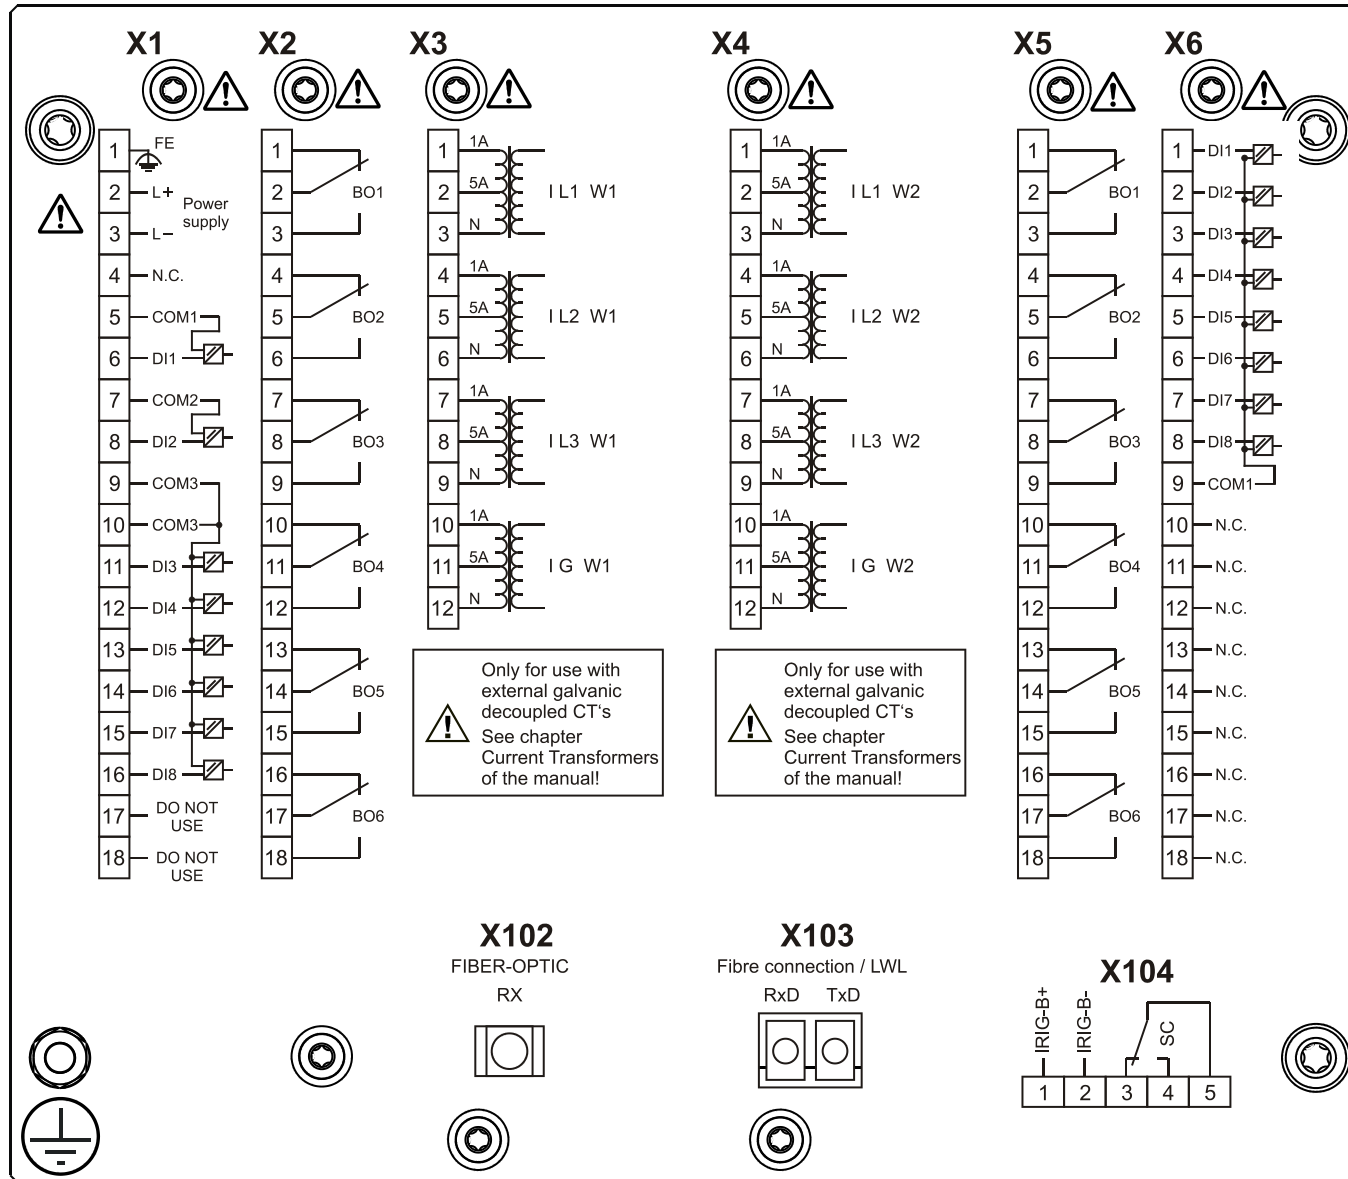 X1
1 FE
2 L+ Power
supply
3 L−
4 N.C.
5 COM1
6 DI1
7 COM2
8 DI2
9 COM3
10 COM3
11 DI3
12 DI4
13 DI5
14 DI6
15 DI7
16 DI8
17 DO NOT
USE
18 DO NOT
USE
X2
1
2 BO1
3
4
5 BO2
6
7
8 BO3
9
10
11 BO4
12
13
14 BO5
15
16
17 BO6
18
X3
1 1A
2 5A I L1 W1
3 N
4 1A
5 5A I L2 W1
6 N
7 1A
8 5A I L3 W1
9 N
10 1A
11 5A I G W1
12 N
Only for use with
external galvanic
decoupled CT‘s
See chapter
Current Transformers
of the manual!
X4
1 1A
2 5A I L1 W2
3 N
4 1A
5 5A I L2 W2
6 N
7 1A
8 5A I L3 W2
9 N
10 1A
11 5A I G W2
12 N
Only for use with
external galvanic
decoupled CT‘s
See chapter
Current Transformers
of the manual!
X5
1
2 BO1
3
4
5 BO2
6
7
8 BO3
9
10
11 BO4
12
13
14 BO5
15
16
17 BO6
18
X6
1 DI1
2 DI2
3 DI3
4 DI4
5 DI5
6 DI6
7 DI7
8 DI8
9 COM1
10 N.C.
11 N.C.
12 N.C.
13 N.C.
14 N.C.
15 N.C.
16 N.C.
17 N.C.
18 N.C.
X102
FIBER-OPTIC
RX
X103
Fibre connection / LWL
RxD TxD
X104
IRIG-B+
IRIG-B-
SC
1 2 3 4 5